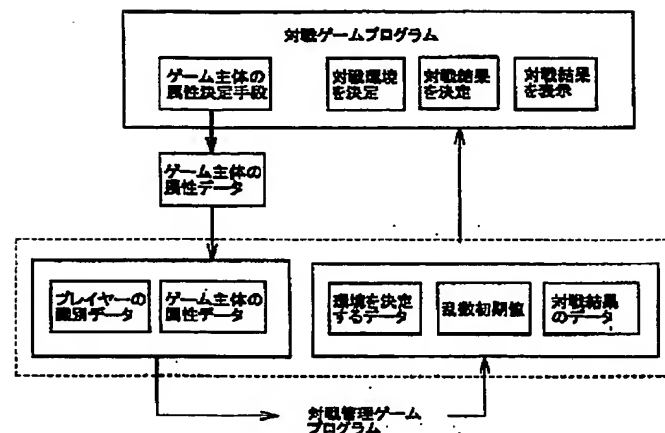 対戦ゲームプログラム
ゲーム主体の
属性決定手段
対戦環境
を決定
対戦結果を
決定
対戦結果
を表示
ゲーム主体の
属性データ
プレイヤーの
識別データ
ゲーム主体の
属性データ
環境を決定
するデータ
乱数初期値
対戦結果
のデータ
対戦管理ゲーム
プログラム